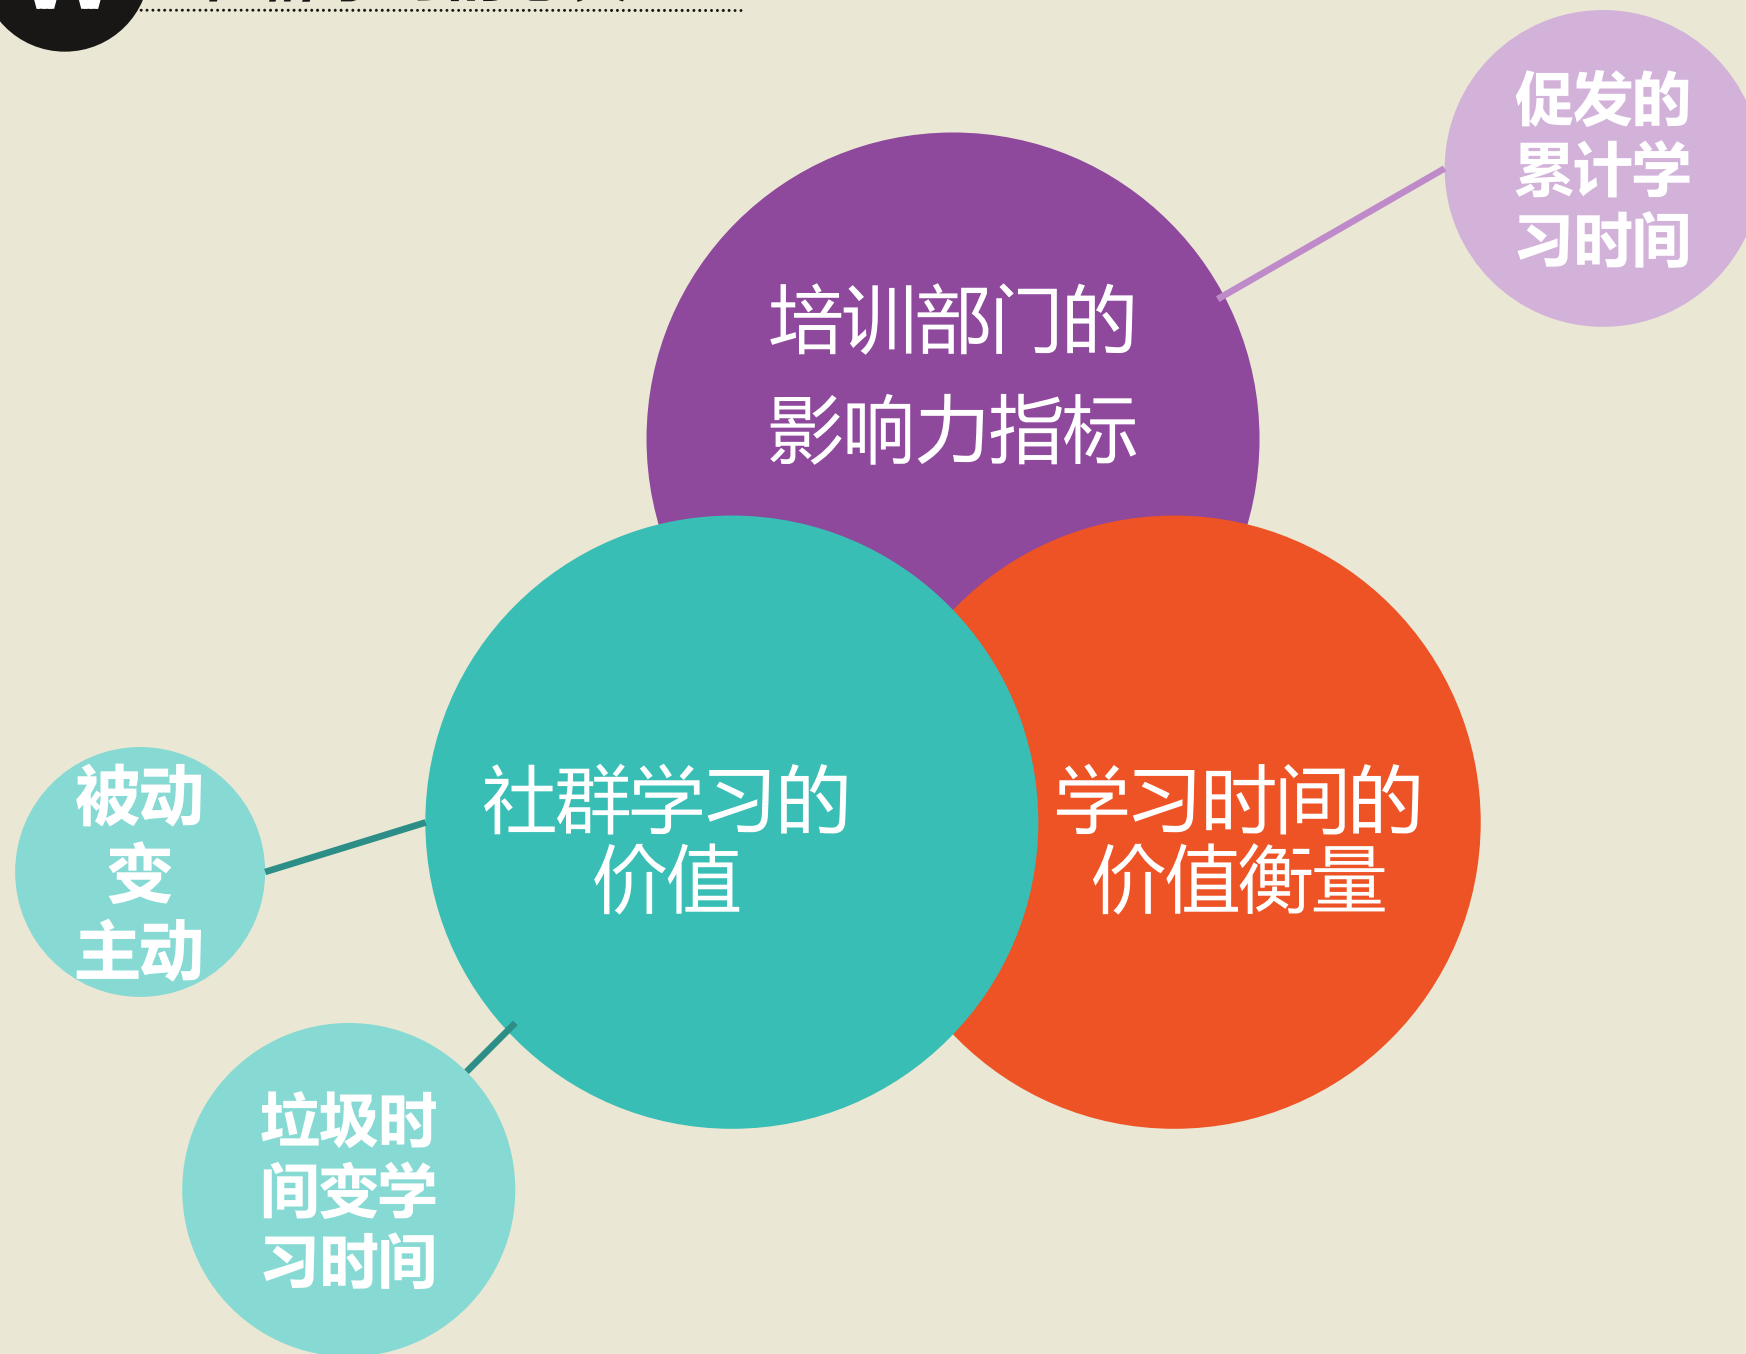 促发的
累计学
习时间
培训部门的
影响力指标
社群学习的
价值
学习时间的
价值衡量
被动
变
主动
垃圾时
间变学
习时间